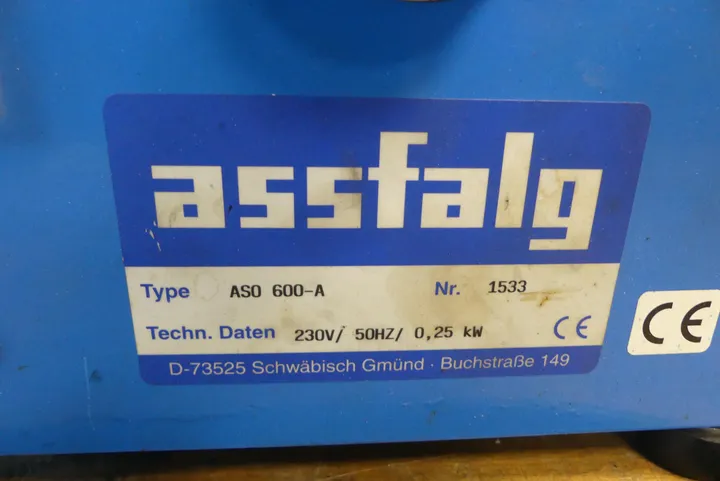 assfalg
Type ASO 600-A Nr. 1533
Techn. Daten 230V/ 50HZ/ 0,25 kW CE
D-73525 Schwäbisch Gmünd · Buchstraße 149
CE